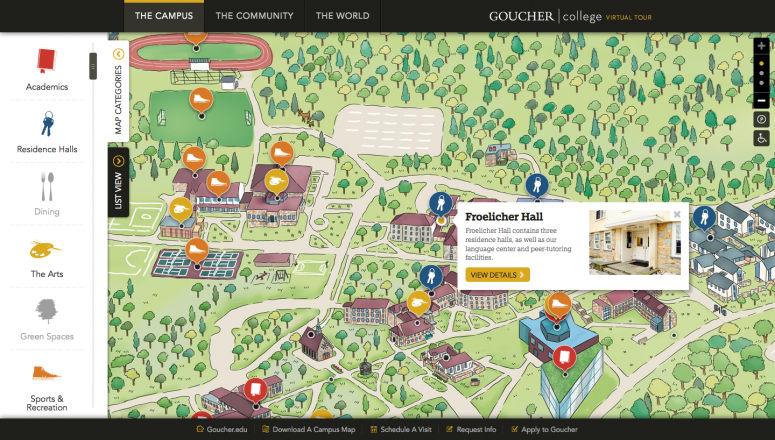 THE CAMPUS
THE COMMUNITY
THE WORLD
GOUCHER | college VIRTUAL TOUR
Academics
Residence Halls
Dining
The Arts
Green Spaces
Sports &
Recreation
MAP CATEGORIES
LIST VIEW
Froelicher Hall
Froelicher Hall contains three
residence halls, as well as our
language center and peer-tutoring
facilities.
VIEW DETAILS
Goucher.edu
Download A Campus Map
Schedule A Visit
Request Info
Apply to Goucher